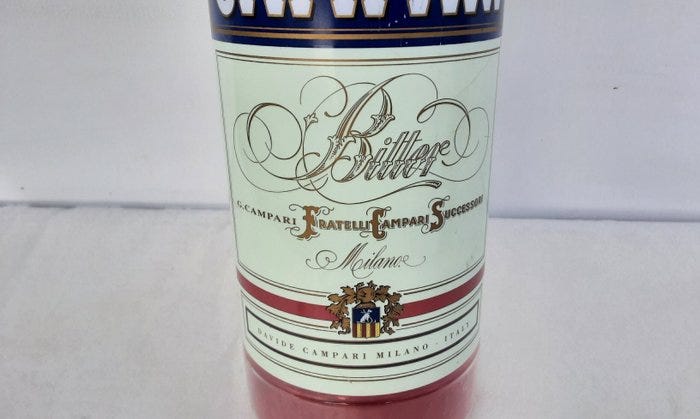 Bitter
G. CAMPARI FRATELLI CAMPARI SUCCESSORI
Milano
DAVIDE CAMPARI MILANO - ITALY